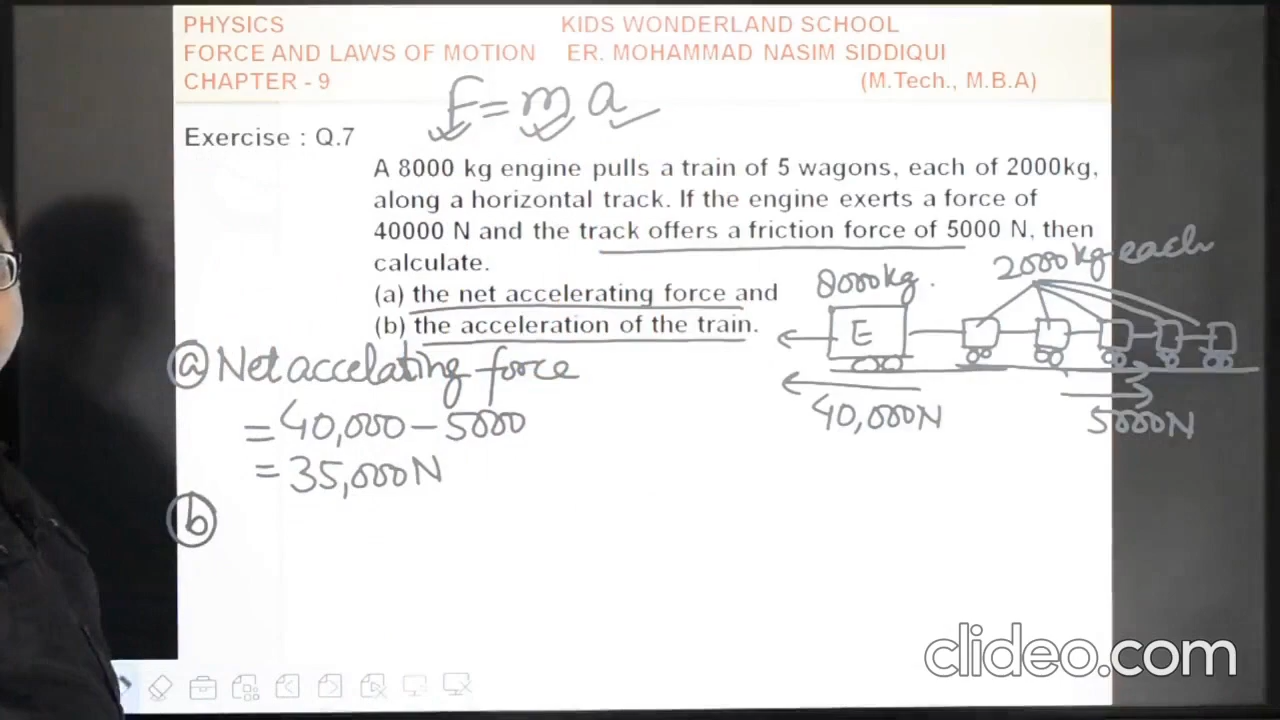 PHYSICS KIDS WONDERLAND SCHOOL
FORCE AND LAWS OF MOTION ER. MOHAMMAD NASIM SIDDIQUI
CHAPTER - 9 (M.Tech., M.B.A)
F = m a
Exercise : Q.7
A 8000 kg engine pulls a train of 5 wagons, each of 2000kg,
along a horizontal track. If the engine exerts a force of
40000 N and the track offers a friction force of 5000 N, then
calculate.
(a) the net accelerating force and
(b) the acceleration of the train.
8000kg.
2000kg each
E
40,000N
5000N
(a) Net accelating force
= 40,000 - 5000
= 35,000N
(b)
clideo.com